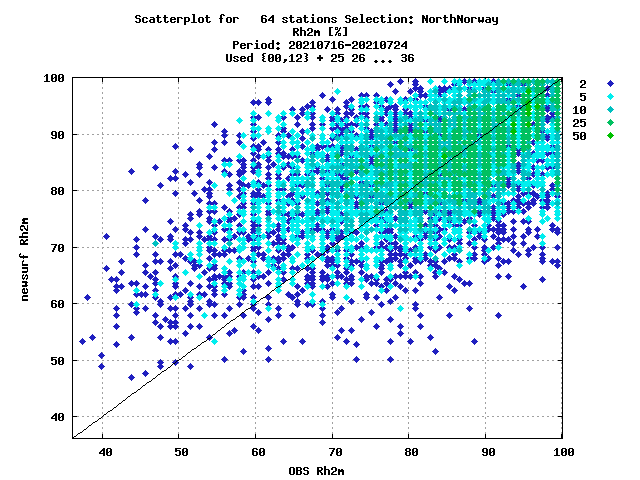 Scatterplot for   64 stations Selection: NorthNorway
Rh2m [%]
Period: 20210716-20210724
Used {00,12} + 25 26 ... 36
100
90
80
70
60
50
40
newsurf Rh2m
40 50 60 70 80 90 100
OBS Rh2m
2
5
10
25
50